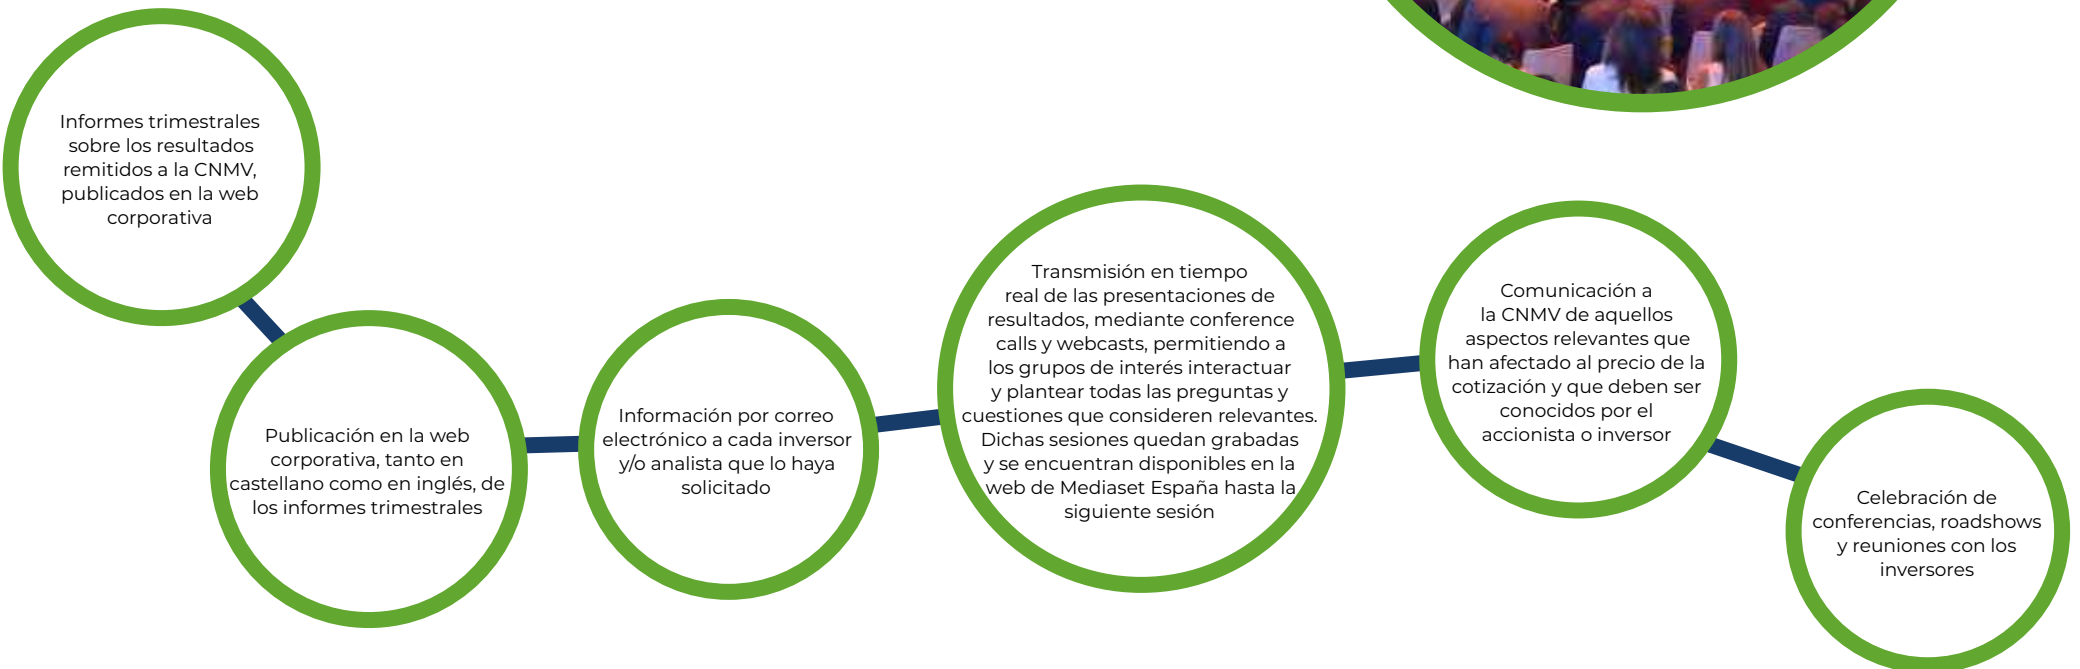 Informes trimestrales
sobre los resultados
remitidos a la CNMV,
publicados en la web
corporativa
Publicación en la web
corporativa, tanto en
castellano como en inglés, de
los informes trimestrales
Información por correo
electrónico a cada inversor
y/o analista que lo haya
solicitado
Transmisión en tiempo
real de las presentaciones de
resultados, mediante conference
calls y webcasts, permitiendo a
los grupos de interés interactuar
y plantear todas las preguntas y
cuestiones que consideren relevantes.
Dichas sesiones quedan grabadas
y se encuentran disponibles en la
web de Mediaset España hasta la
siguiente sesión
Comunicación a
la CNMV de aquellos
aspectos relevantes que
han afectado al precio de la
cotización y que deben ser
conocidos por el
accionista o inversor
Celebración de
conferencias, roadshows
y reuniones con los
inversores